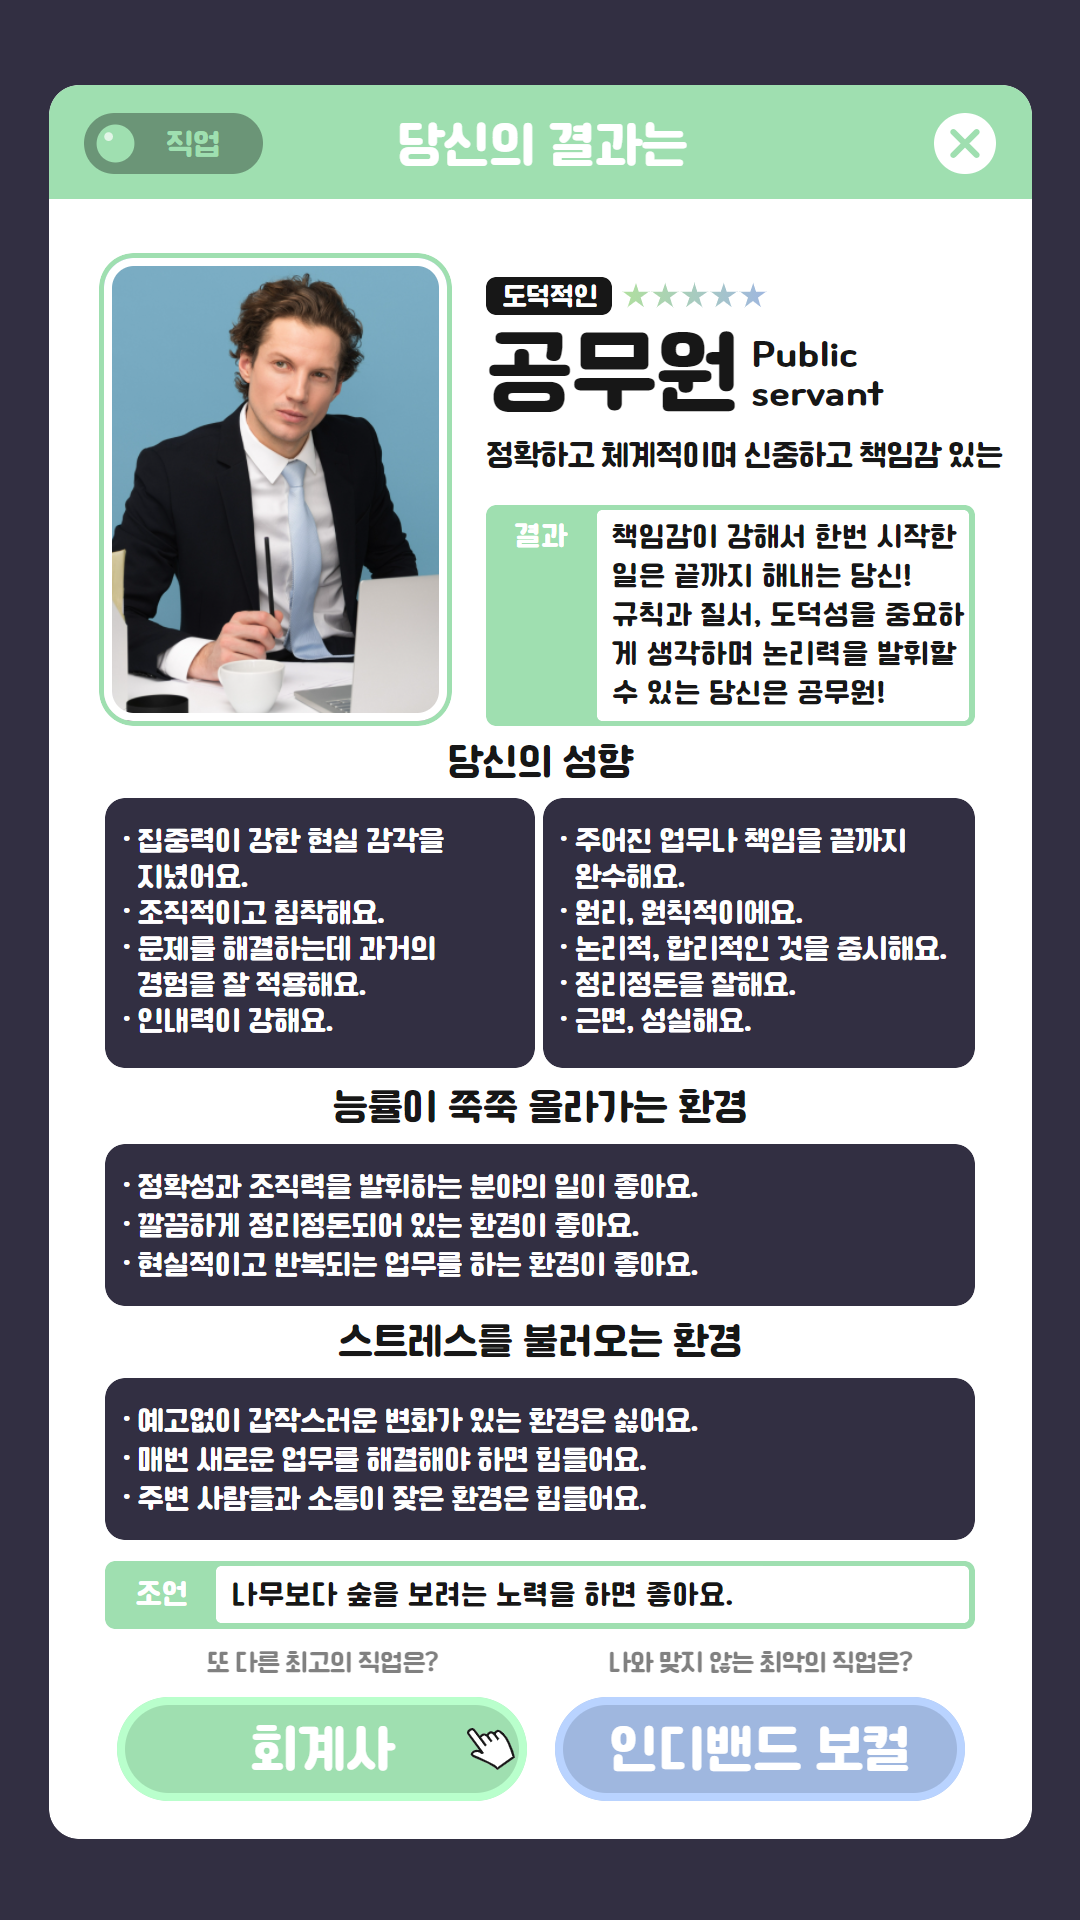 직업
당신의 결과는
도덕적인
공무원
Public
servant
정확하고 체계적이며 신중하고 책임감 있는
결과
책임감이 강해서 한번 시작한
일은 끝까지 해내는 당신!
규칙과 질서, 도덕성을 중요하
게 생각하며 논리력을 발휘할
수 있는 당신은 공무원!
당신의 성향
· 집중력이 강한 현실 감각을
지녔어요.
· 조직적이고 침착해요.
· 문제를 해결하는데 과거의
경험을 잘 적용해요.
· 인내력이 강해요.
· 주어진 업무나 책임을 끝까지
완수해요.
· 원리, 원칙적이에요.
· 논리적, 합리적인 것을 중시해요.
· 정리정돈을 잘해요.
· 근면, 성실해요.
능률이 쭉쭉 올라가는 환경
· 정확성과 조직력을 발휘하는 분야의 일이 좋아요.
· 깔끔하게 정리정돈되어 있는 환경이 좋아요.
· 현실적이고 반복되는 업무를 하는 환경이 좋아요.
스트레스를 불러오는 환경
· 예고없이 갑작스러운 변화가 있는 환경은 싫어요.
· 매번 새로운 업무를 해결해야 하면 힘들어요.
· 주변 사람들과 소통이 잦은 환경은 힘들어요.
조언
나무보다 숲을 보려는 노력을 하면 좋아요.
또 다른 최고의 직업은?
나와 맞지 않는 최악의 직업은?
회계사
인디밴드 보컬